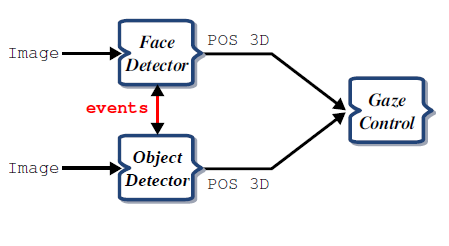 Face
Detector
POS 3D
Image
Gaze
Control
events
Object
Detector
Image
POS 3D